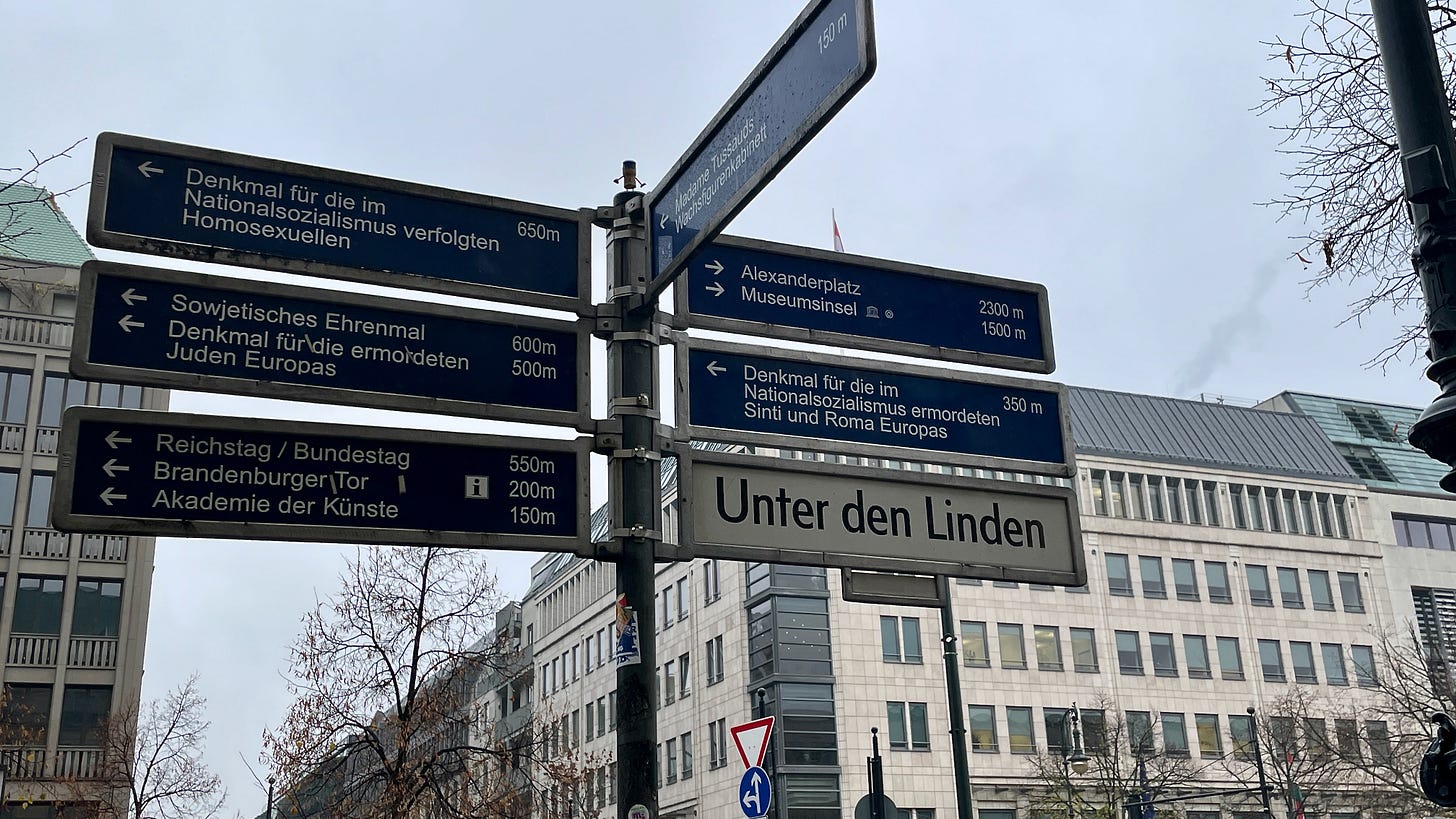 Denkmal für die im
Nationalsozialismus verfolgten
Homosexuellen
650m
Sowjetisches Ehrenmal 600m
Denkmal für die ermordeten 500m
Juden Europas
Reichstag / Bundestag 550m
Brandenburger Tor i 200m
Akademie der Künste 150m
150 m
Madame Tussauds
Wachsfigurenkabinett
Alexanderplatz 2300 m
Museumsinsel 1500 m
Denkmal für die im 350 m
Nationalsozialismus ermordeten
Sinti und Roma Europas
Unter den Linden